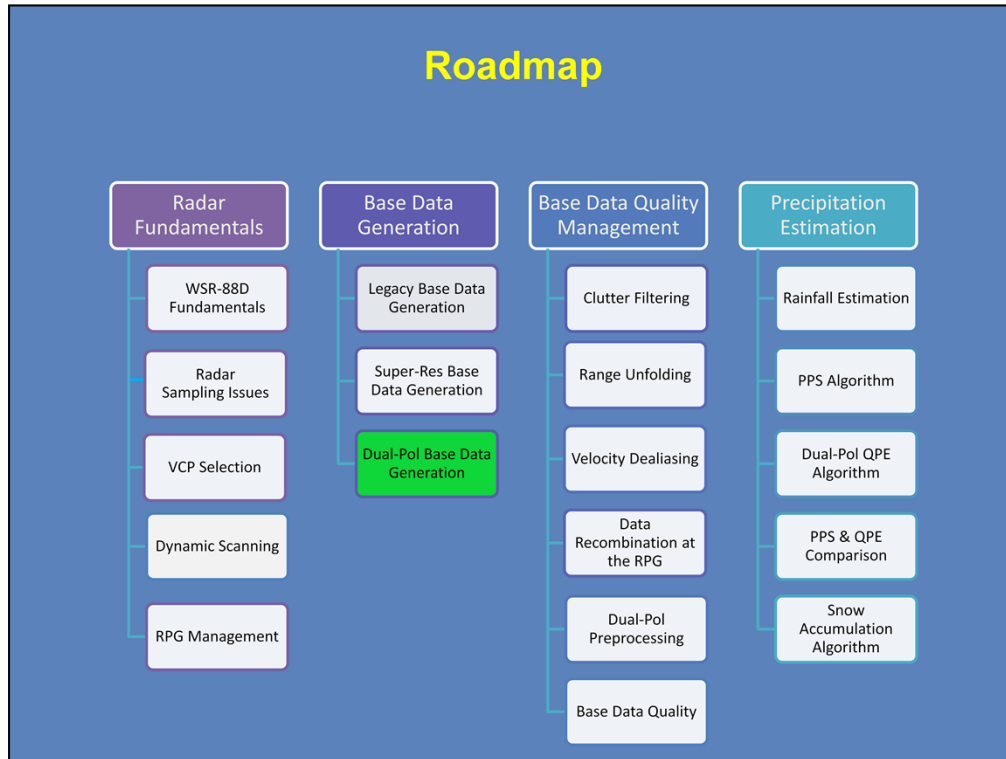 Roadmap
Radar
Fundamentals
WSR-88D
Fundamentals
Radar
Sampling Issues
VCP Selection
Dynamic Scanning
RPG Management
Base Data
Generation
Legacy Base Data
Generation
Super-Res Base
Data Generation
Dual-Pol Base Data
Generation
Base Data Quality
Management
Clutter Filtering
Range Unfolding
Velocity Dealiasing
Data
Recombination at
the RPG
Dual-Pol
Preprocessing
Base Data Quality
Precipitation
Estimation
Rainfall Estimation
PPS Algorithm
Dual-Pol QPE
Algorithm
PPS & QPE
Comparison
Snow
Accumulation
Algorithm